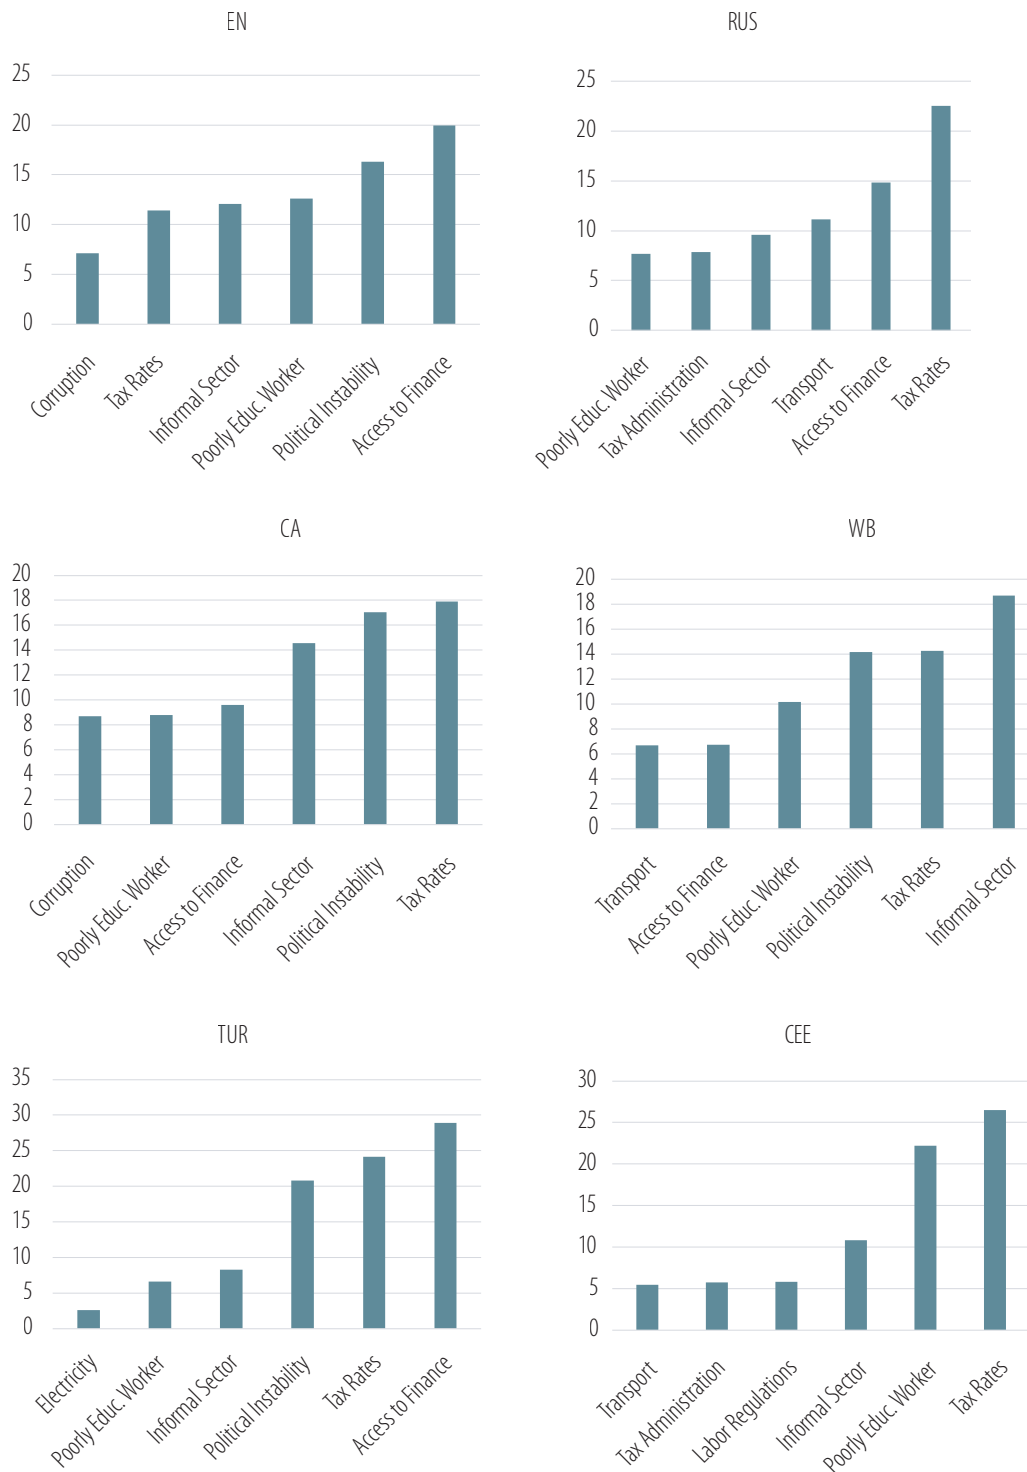 EN
25
20
15
10
5
0
Corruption
Tax Rates
Informal Sector
Poorly Educ. Worker
Political Instability
Access to Finance
RUS
25
20
15
10
5
0
Poorly Educ. Worker
Tax Administration
Informal Sector
Transport
Access to Finance
Tax Rates
CA
20
18
16
14
12
10
8
6
4
2
0
Corruption
Poorly Educ. Worker
Access to Finance
Informal Sector
Political Instability
Tax Rates
WB
20
18
16
14
12
10
8
6
4
2
0
Transport
Access to Finance
Poorly Educ. Worker
Political Instability
Tax Rates
Informal Sector
TUR
35
30
25
20
15
10
5
0
Electricity
Poorly Educ. Worker
Informal Sector
Political Instability
Tax Rates
Access to Finance
CEE
30
25
20
15
10
5
0
Transport
Tax Administration
Labor Regulations
Informal Sector
Poorly Educ. Worker
Tax Rates